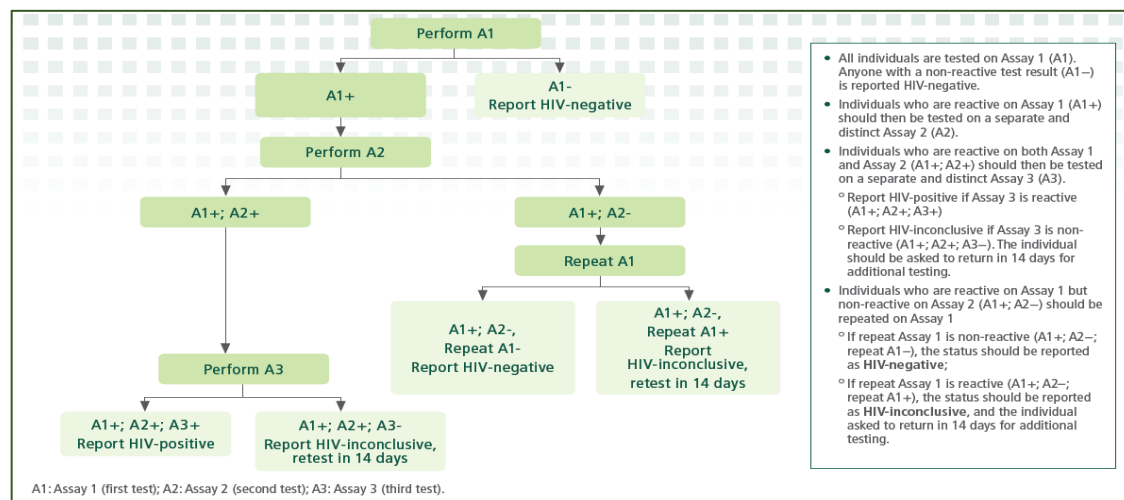 Perform A1
A1+
A1-
Report HIV-negative
Perform A2
A1+; A2+
A1+; A2-
Repeat A1
A1+; A2-,
Repeat A1-
Report HIV-negative
A1+; A2-,
Repeat A1+
Report
HIV-inconclusive,
retest in 14 days
Perform A3
A1+; A2+; A3+
Report HIV-positive
A1+; A2+; A3-
Report HIV-inconclusive,
retest in 14 days
• All individuals are tested on Assay 1 (A1).
Anyone with a non-reactive test result (A1–)
is reported HIV-negative.
• Individuals who are reactive on Assay 1 (A1+)
should then be tested on a separate and
distinct Assay 2 (A2).
• Individuals who are reactive on both Assay 1
and Assay 2 (A1+; A2+) should then be tested
on a separate and distinct Assay 3 (A3).
o Report HIV-positive if Assay 3 is reactive
(A1+; A2+; A3+)
o Report HIV-inconclusive if Assay 3 is non-
reactive (A1+; A2+; A3–). The individual
should be asked to return in 14 days for
additional testing.
• Individuals who are reactive on Assay 1 but
non-reactive on Assay 2 (A1+; A2–) should be
repeated on Assay 1
o If repeat Assay 1 is non-reactive (A1+; A2–;
repeat A1–), the status should be reported
as HIV-negative;
o If repeat Assay 1 is reactive (A1+; A2–;
repeat A1+), the status should be reported
as HIV-inconclusive, and the individual
asked to return in 14 days for additional
testing.
A1: Assay 1 (first test); A2: Assay 2 (second test); A3: Assay 3 (third test).